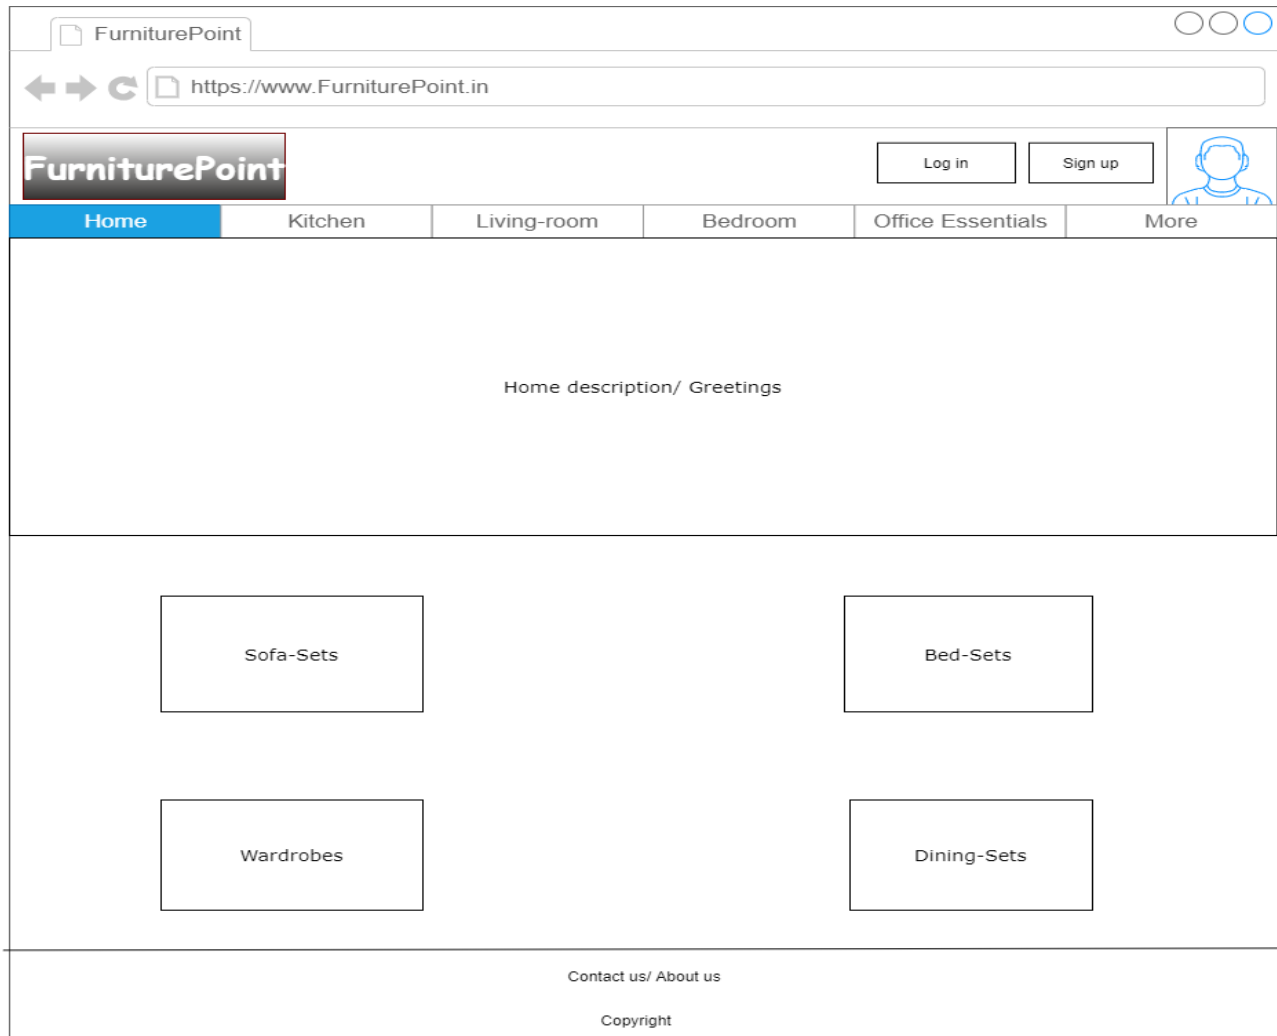 FurniturePoint
https://www.FurniturePoint.in
FurniturePoint
Log in
Sign up
Home
Kitchen
Living-room
Bedroom
Office Essentials
More
Home description/ Greetings
Sofa-Sets
Bed-Sets
Wardrobes
Dining-Sets
Contact us/ About us
Copyright